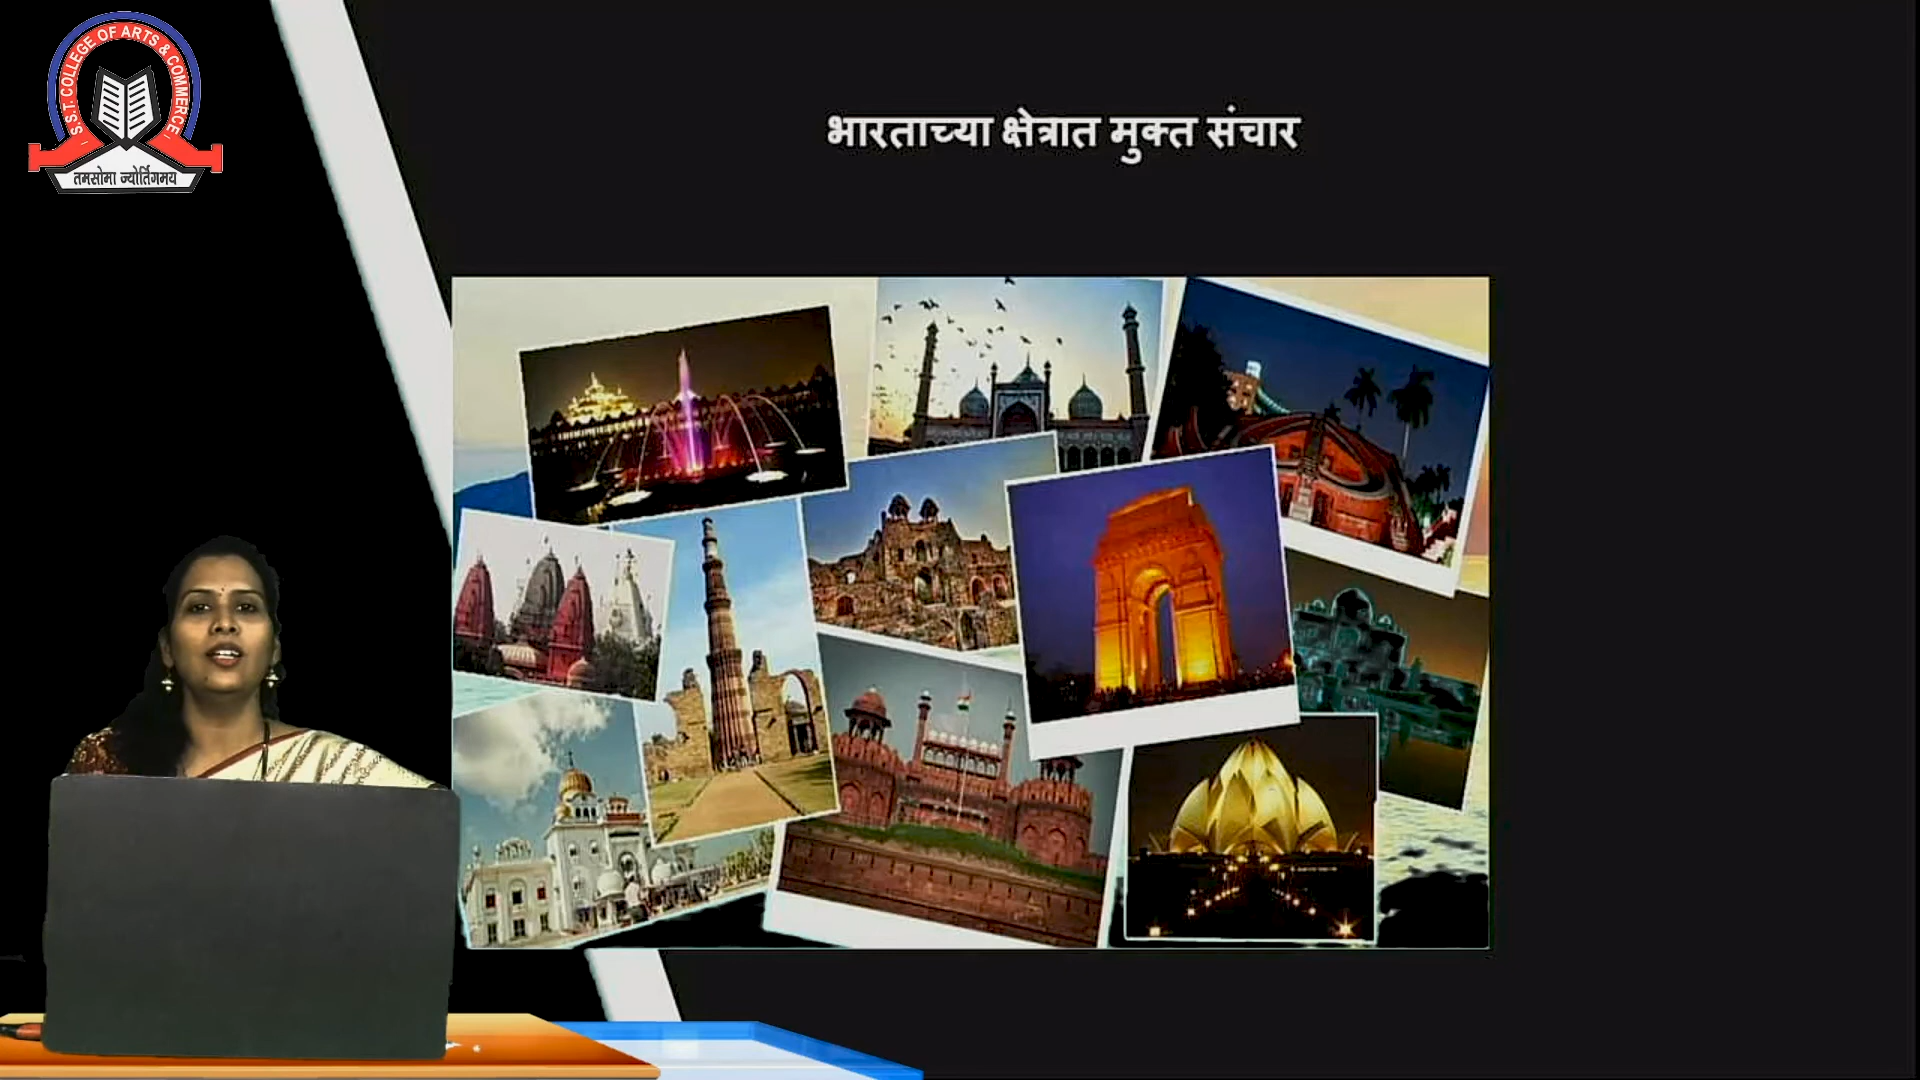 S.S.T. COLLEGE OF ARTS & COMMERCE
तमसोमा ज्योर्तिगमय
भारताच्या क्षेत्रात मुक्त संचार